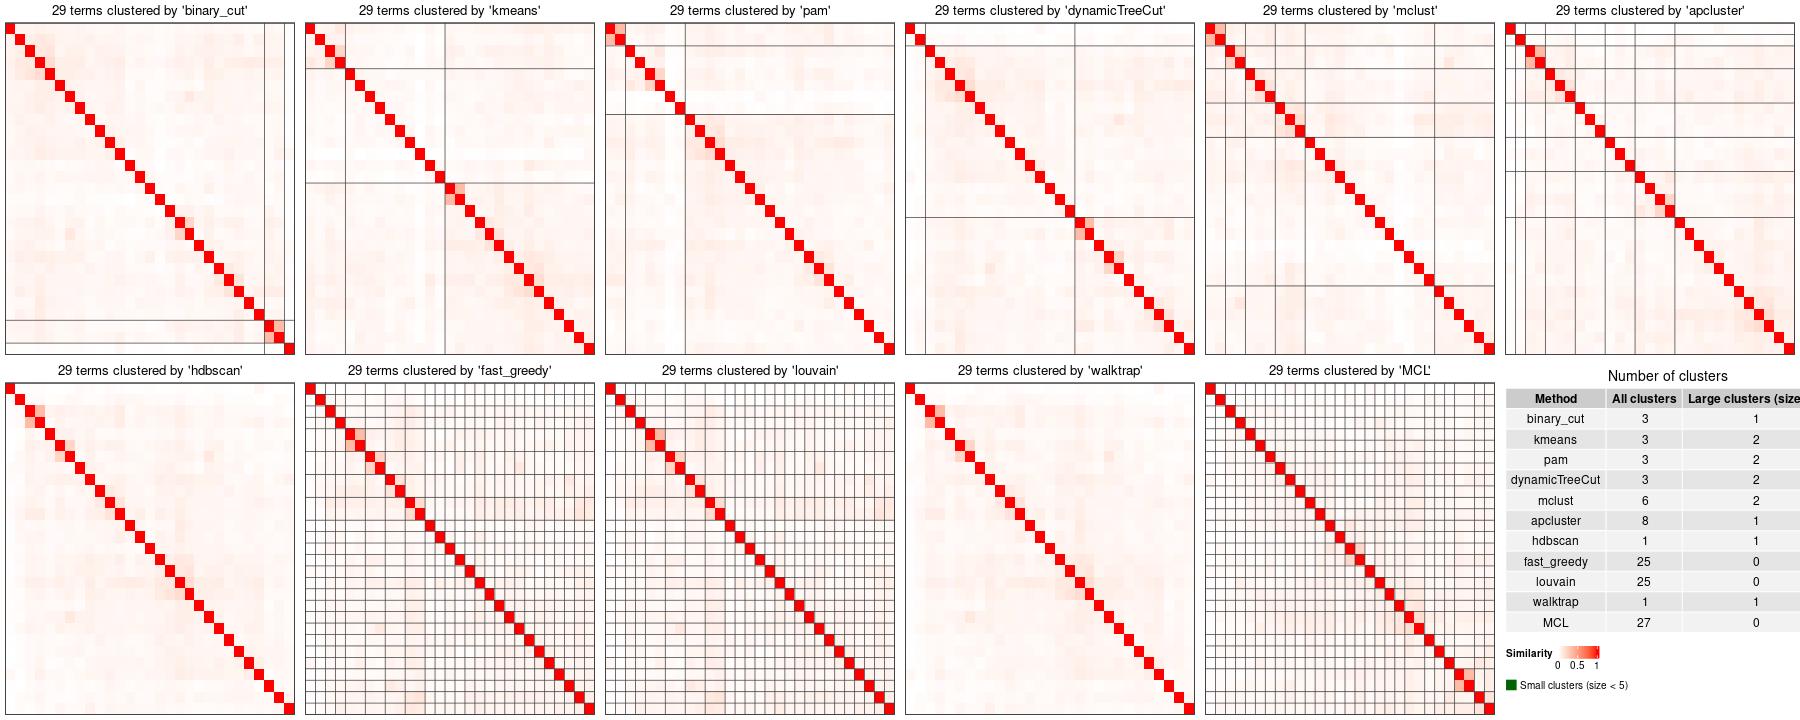 29 terms clustered by 'binary_cut'
29 terms clustered by 'kmeans'
29 terms clustered by 'pam'
29 terms clustered by 'dynamicTreeCut'
29 terms clustered by 'mclust'
29 terms clustered by 'apcluster'
29 terms clustered by 'hdbscan'
29 terms clustered by 'fast_greedy'
29 terms clustered by 'louvain'
29 terms clustered by 'walktrap'
29 terms clustered by 'MCL'
Number of clusters
Method All clusters Large clusters (size
binary_cut 3 1
kmeans 3 2
pam 3 2
dynamicTreeCut 3 2
mclust 6 2
apcluster 8 1
hdbscan 1 1
fast_greedy 25 0
louvain 25 0
walktrap 1 1
MCL 27 0
Similarity
0 0.5 1
Small clusters (size < 5)